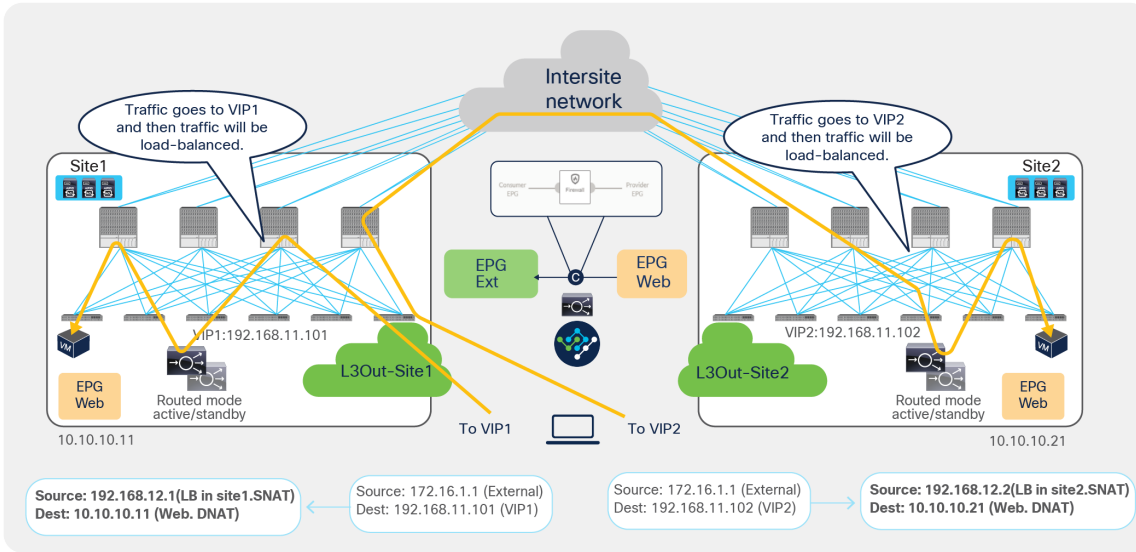 Intersite
network
Traffic goes to VIP1
and then traffic will be
load-balanced.
Traffic goes to VIP2
and then traffic will be
load-balanced.
Site1
Site2
Consumer
EPG
Firewall
Provider
EPG
EPG
Ext
C
EPG
Web
VIP1:192.168.11.101
VIP2:192.168.11.102
VM
VM
EPG
Web
Routed mode
active/standby
L3Out-Site1
L3Out-Site2
Routed mode
active/standby
EPG
Web
To VIP1
To VIP2
10.10.10.11
10.10.10.21
Source: 192.168.12.1(LB in site1.SNAT)
Dest: 10.10.10.11 (Web. DNAT)
Source: 172.16.1.1 (External)
Dest: 192.168.11.101 (VIP1)
Source: 172.16.1.1 (External)
Dest: 192.168.11.102 (VIP2)
Source: 192.168.12.2(LB in site2.SNAT)
Dest: 10.10.10.21 (Web. DNAT)